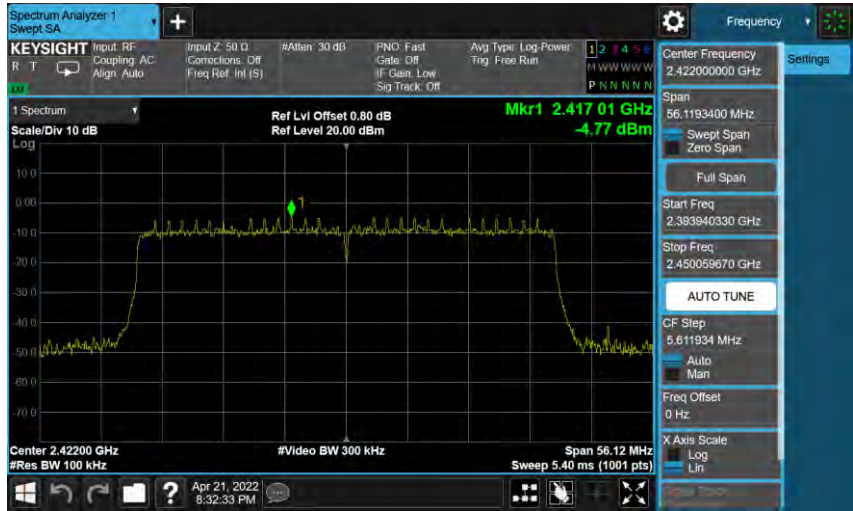 Spectrum Analyzer 1
Swept SA
Frequency
KEYSIGHT
R T
Input: RF
Coupling: AC
Align: Auto
Input Z: 50 Ω
Corrections: Off
Freq Ref: Int (S)
#Atten: 30 dB
PNO: Fast
Gate: Off
IF Gain: Low
Sig Track: Off
Avg Type: Log-Power
Trig: Free Run
1 2 3 4 5 6
M W W W W W
P N N N N N
1 Spectrum
Scale/Div 10 dB
Log
Ref Lvl Offset 0.80 dB
Ref Level 20.00 dBm
Mkr1 2.417 01 GHz
-4.77 dBm
1
10.0
0.00
-10.0
-20.0
-30.0
-40.0
-50.0
-60.0
-70.0
Center 2.42200 GHz
#Res BW 100 kHz
#Video BW 300 kHz
Span 56.12 MHz
Sweep 5.40 ms (1001 pts)
Apr 21, 2022
8:32:33 PM
?
Center Frequency
2.422000000 GHz
Settings
Span
56.1193400 MHz
Swept Span
Zero Span
Full Span
Start Freq
2.393940330 GHz
Stop Freq
2.450059670 GHz
AUTO TUNE
CF Step
5.611934 MHz
Auto
Man
Freq Offset
0 Hz
X Axis Scale
Log
Lin